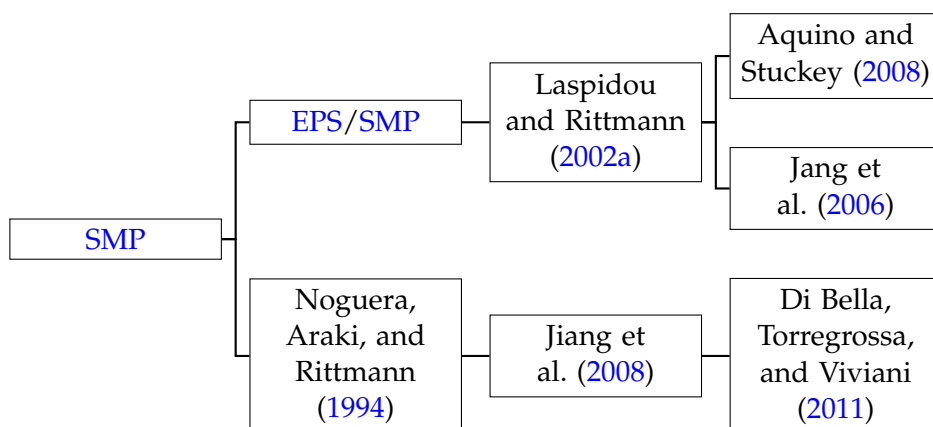 SMP
EPS/SMP
Laspidou
and Rittmann
(2002a)
Aquino and
Stuckey (2008)
Jang et
al. (2006)
Noguera,
Araki, and
Rittmann
(1994)
Jiang et
al. (2008)
Di Bella,
Torregrossa,
and Viviani
(2011)